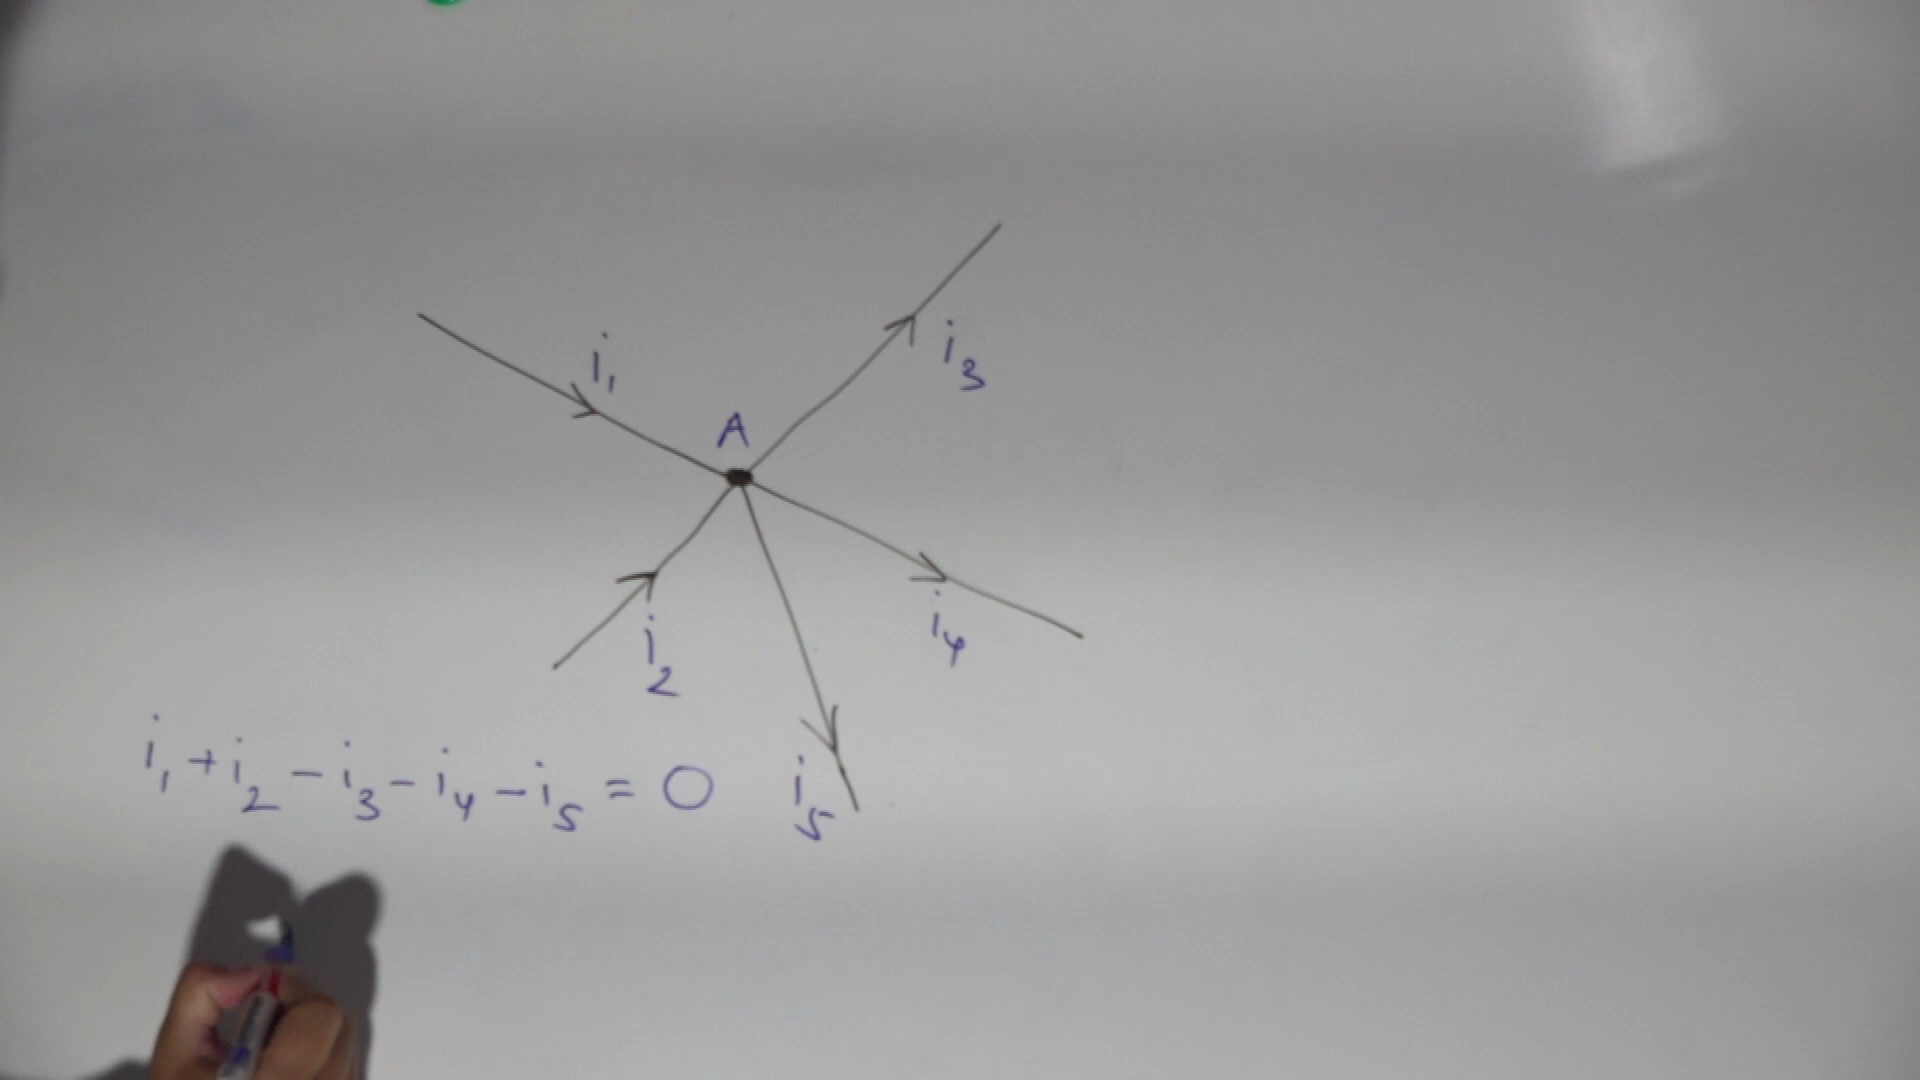 i₁
i₃
A
i₂
i₄
i₁ + i₂ - i₃ - i₄ - i₅ = 0
i₅